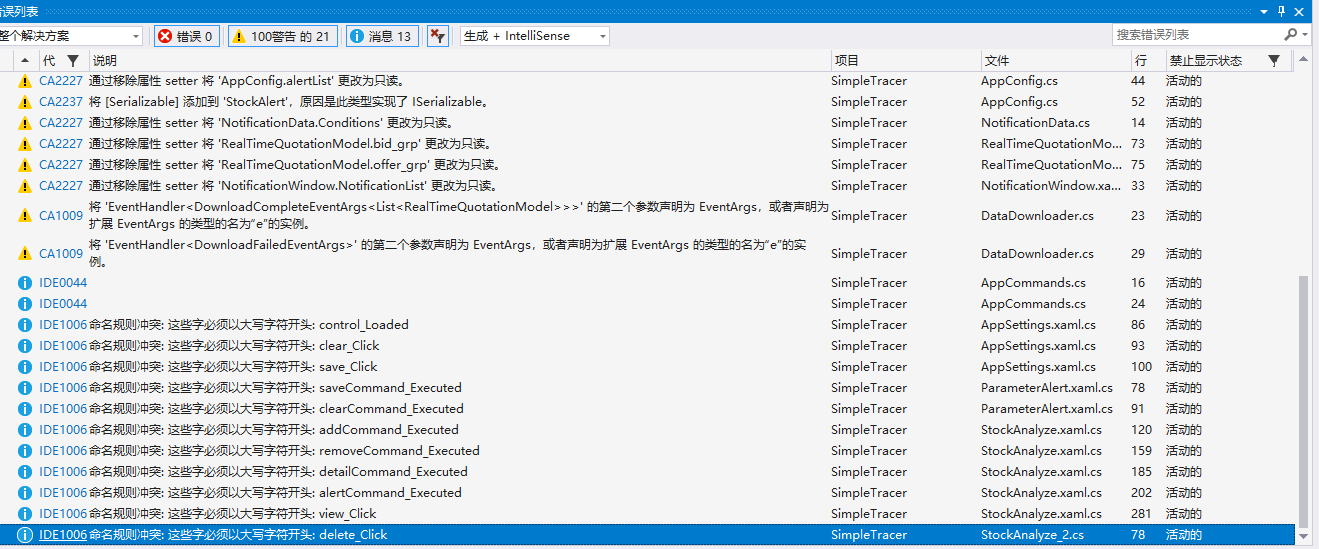 错误列表
整个解决方案 错误 0 100警告 的 21 消息 13 生成 + IntelliSense 搜索错误列表
代 说明 项目 文件 行 禁止显示状态
CA2227 通过移除属性 setter 将 'AppConfig.alertList' 更改为只读。 SimpleTracer AppConfig.cs 44 活动的
CA2237 将 [Serializable] 添加到 'StockAlert'，原因是此类型实现了 ISerializable。 SimpleTracer AppConfig.cs 52 活动的
CA2227 通过移除属性 setter 将 'NotificationData.Conditions' 更改为只读。 SimpleTracer NotificationData.cs 14 活动的
CA2227 通过移除属性 setter 将 'RealTimeQuotationModel.bid_grp' 更改为只读。 SimpleTracer RealTimeQuotationMo... 73 活动的
CA2227 通过移除属性 setter 将 'RealTimeQuotationModel.offer_grp' 更改为只读。 SimpleTracer RealTimeQuotationMo... 75 活动的
CA2227 通过移除属性 setter 将 'NotificationWindow.NotificationList' 更改为只读。 SimpleTracer NotificationWindow.xa... 33 活动的
CA1009 将 'EventHandler<DownloadCompleteEventArgs<List<RealTimeQuotationModel>>>' 的第二个参数声明为 EventArgs，或者声明为
扩展 EventArgs 的类型的名为“e”的实例。 SimpleTracer DataDownloader.cs 23 活动的
CA1009 将 'EventHandler<DownloadFailedEventArgs>' 的第二个参数声明为 EventArgs，或者声明为扩展 EventArgs 的类型的名为“e”的实
例。 SimpleTracer DataDownloader.cs 29 活动的
IDE0044 SimpleTracer AppCommands.cs 16 活动的
IDE0044 SimpleTracer AppCommands.cs 24 活动的
IDE1006 命名规则冲突: 这些字必须以大写字符开头: control_Loaded SimpleTracer AppSettings.xaml.cs 86 活动的
IDE1006 命名规则冲突: 这些字必须以大写字符开头: clear_Click SimpleTracer AppSettings.xaml.cs 93 活动的
IDE1006 命名规则冲突: 这些字必须以大写字符开头: save_Click SimpleTracer AppSettings.xaml.cs 100 活动的
IDE1006 命名规则冲突: 这些字必须以大写字符开头: saveCommand_Executed SimpleTracer ParameterAlert.xaml.cs 78 活动的
IDE1006 命名规则冲突: 这些字必须以大写字符开头: clearCommand_Executed SimpleTracer ParameterAlert.xaml.cs 91 活动的
IDE1006 命名规则冲突: 这些字必须以大写字符开头: addCommand_Executed SimpleTracer StockAnalyze.xaml.cs 120 活动的
IDE1006 命名规则冲突: 这些字必须以大写字符开头: removeCommand_Executed SimpleTracer StockAnalyze.xaml.cs 159 活动的
IDE1006 命名规则冲突: 这些字必须以大写字符开头: detailCommand_Executed SimpleTracer StockAnalyze.xaml.cs 185 活动的
IDE1006 命名规则冲突: 这些字必须以大写字符开头: alertCommand_Executed SimpleTracer StockAnalyze.xaml.cs 202 活动的
IDE1006 命名规则冲突: 这些字必须以大写字符开头: view_Click SimpleTracer StockAnalyze.xaml.cs 281 活动的
IDE1006 命名规则冲突: 这些字必须以大写字符开头: delete_Click SimpleTracer StockAnalyze_2.cs 78 活动的